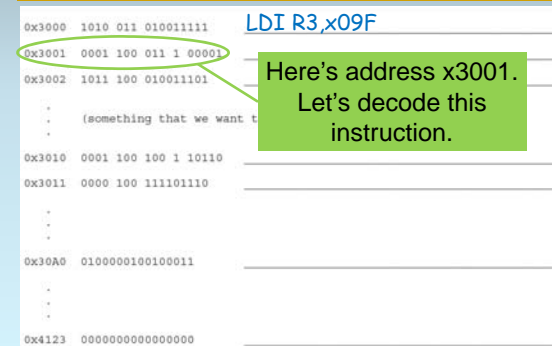 0x3000 1010 011 010011111 LDI R3,x09F
0x3001 0001 100 011 1 00001
0x3002 1011 100 010011101
Here's address x3001.
Let's decode this
instruction.
.
. (something that we want t
.
0x3010 0001 100 100 1 10110
0x3011 0000 100 111101110
.
.
.
0x30A0 0100000100100011
.
.
.
0x4123 0000000000000000